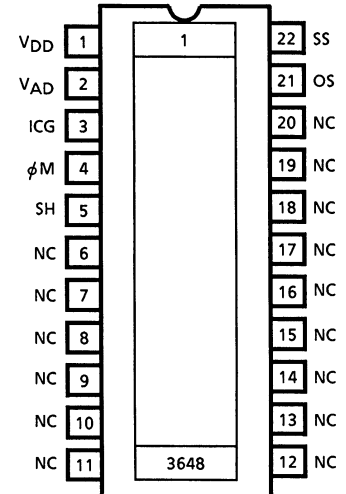 V_DD 1 1 22 SS
V_AD 2 21 OS
ICG 3 20 NC
ϕM 4 19 NC
SH 5 18 NC
NC 6 17 NC
NC 7 16 NC
NC 8 15 NC
NC 9 14 NC
NC 10 13 NC
NC 11 3648 12 NC